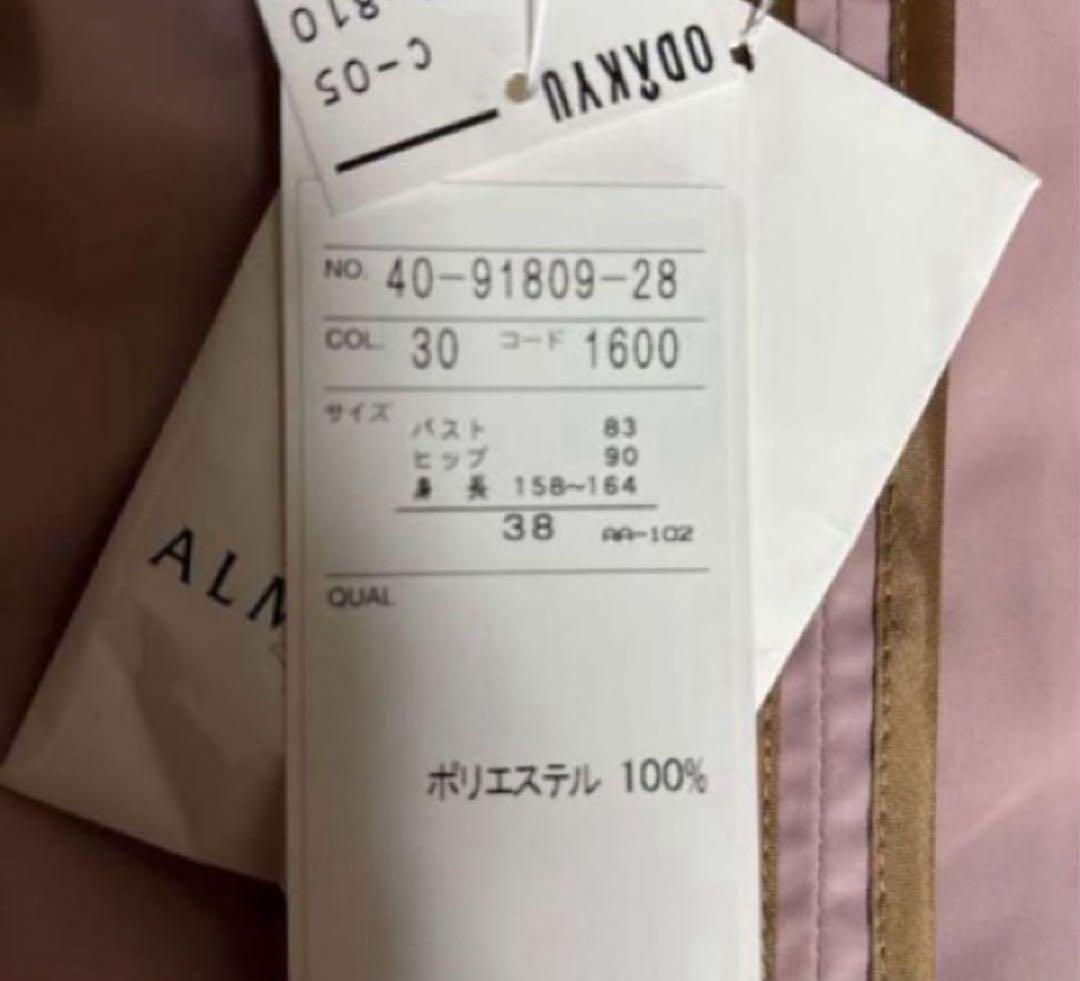 C-05
ODAKYU
NO. 40-91809-28
COL. 30 コード 1600
サイズ バスト 83
ヒップ 90
身長 158~164
38 AA-102
QUAL
ポリエステル 100%